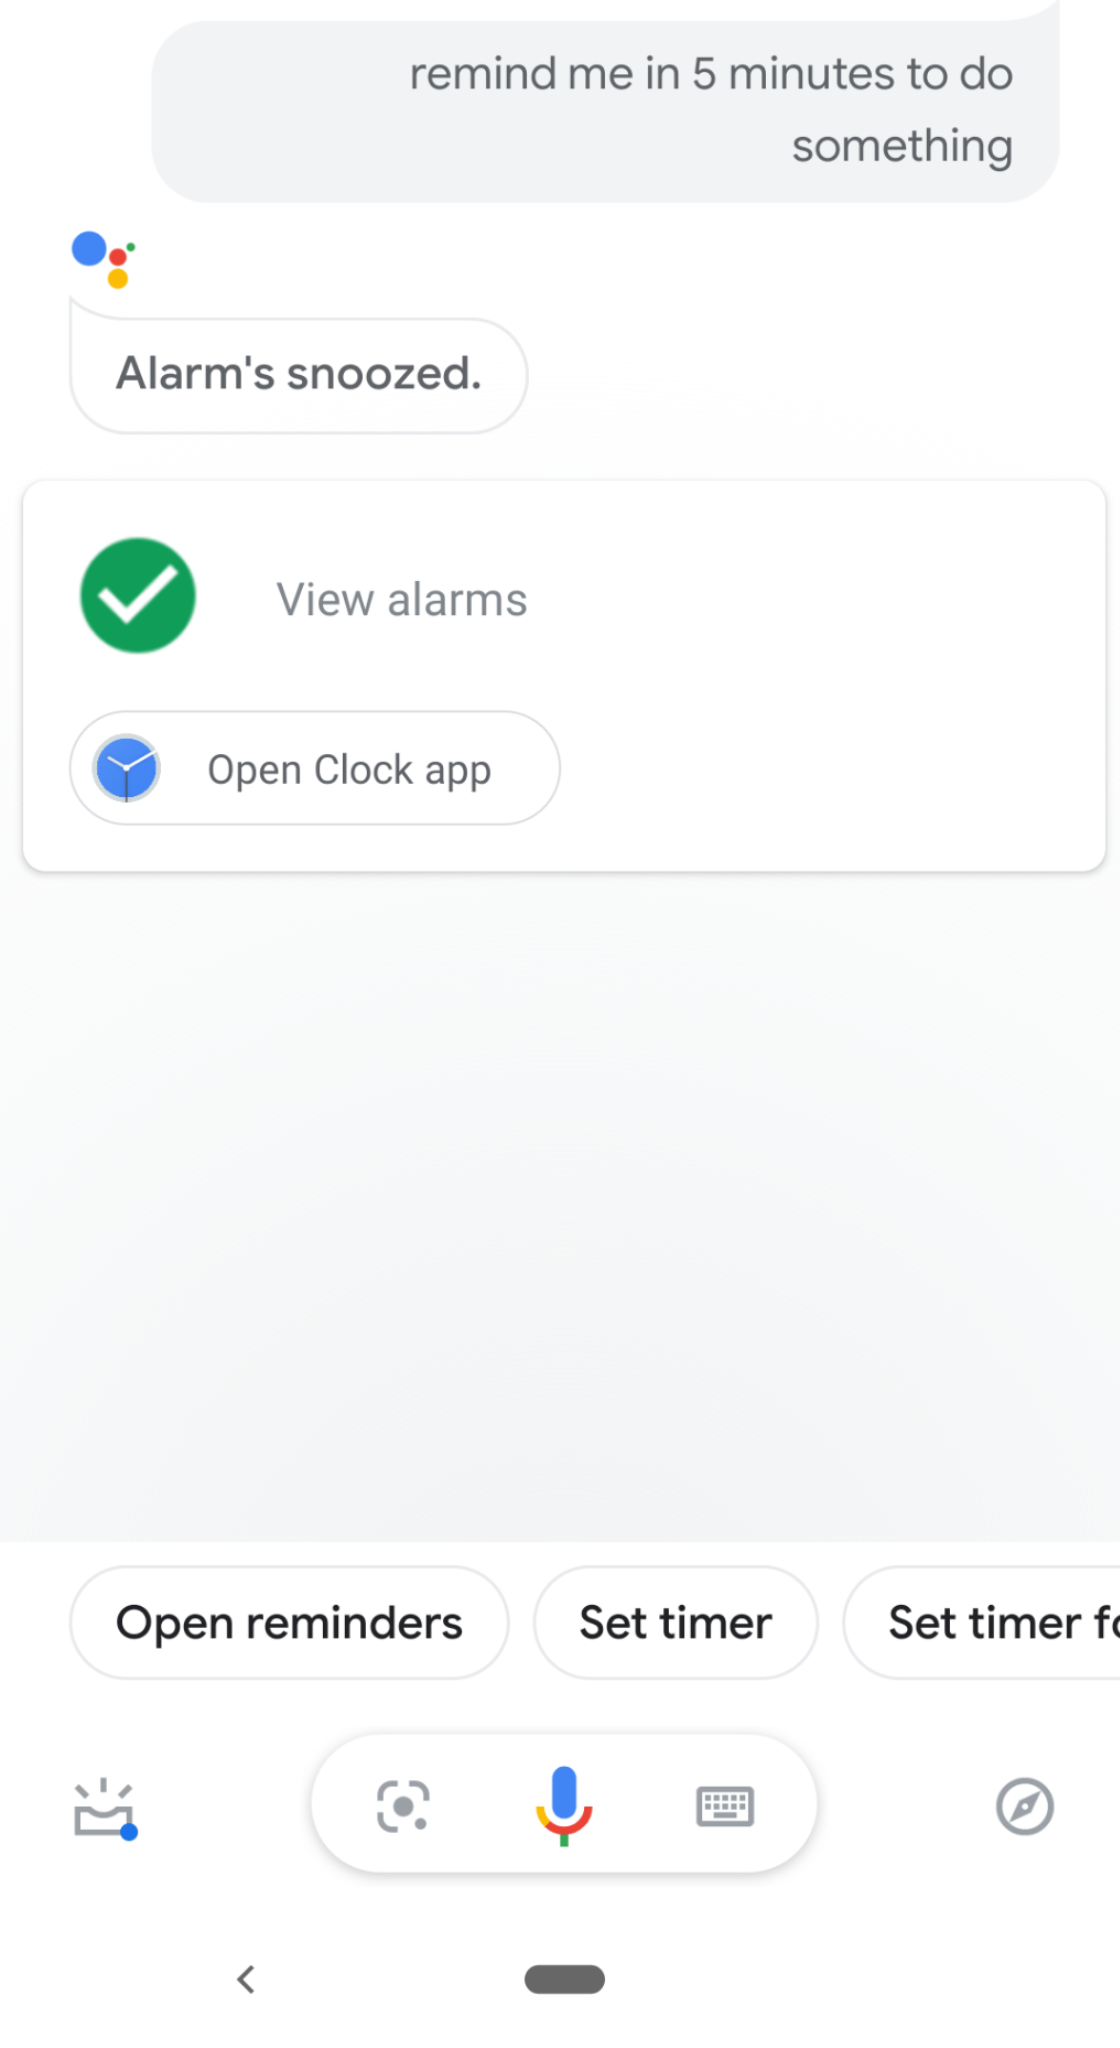 remind me in 5 minutes to do
something
Alarm's snoozed.
View alarms
Open Clock app
Open reminders
Set timer
Set timer